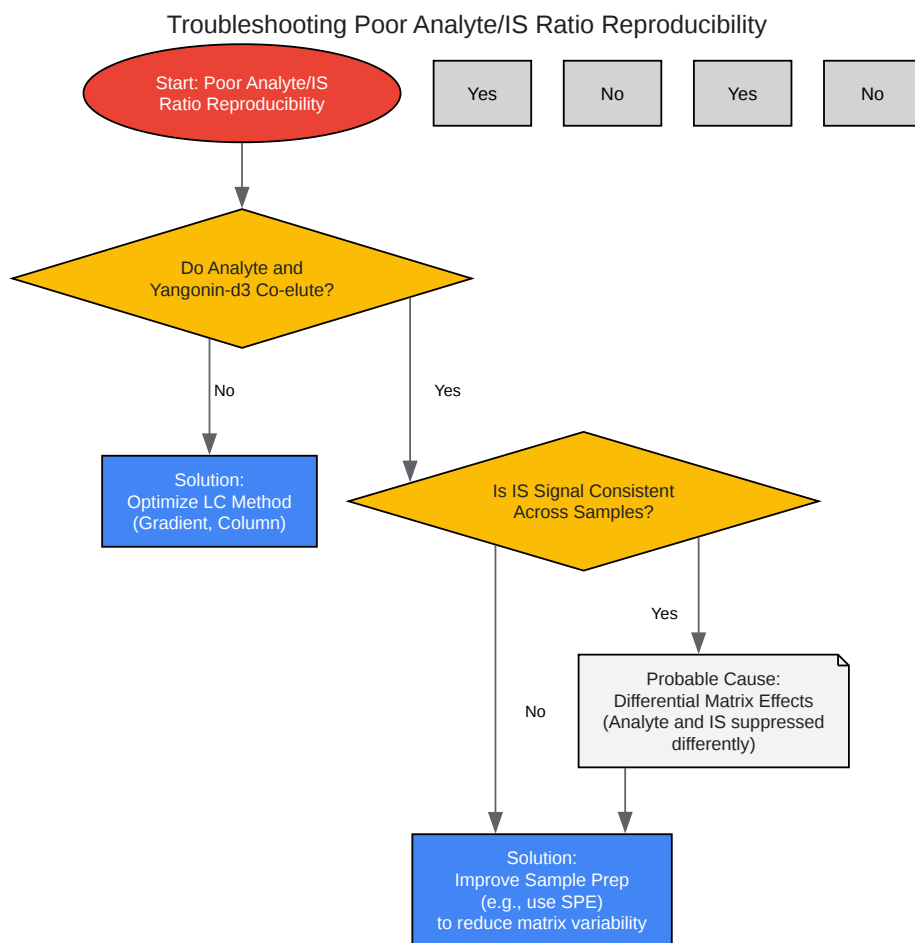 Troubleshooting Poor Analyte/IS Ratio Reproducibility
Start: Poor Analyte/IS
Ratio Reproducibility
Yes
No
Yes
No
Do Analyte and
Yangonin-d3 Co-elute?
No
Yes
Solution:
Optimize LC Method
(Gradient, Column)
Is IS Signal Consistent
Across Samples?
Yes
No
Probable Cause:
Differential Matrix Effects
(Analyte and IS suppressed
differently)
Solution:
Improve Sample Prep
(e.g., use SPE)
to reduce matrix variability